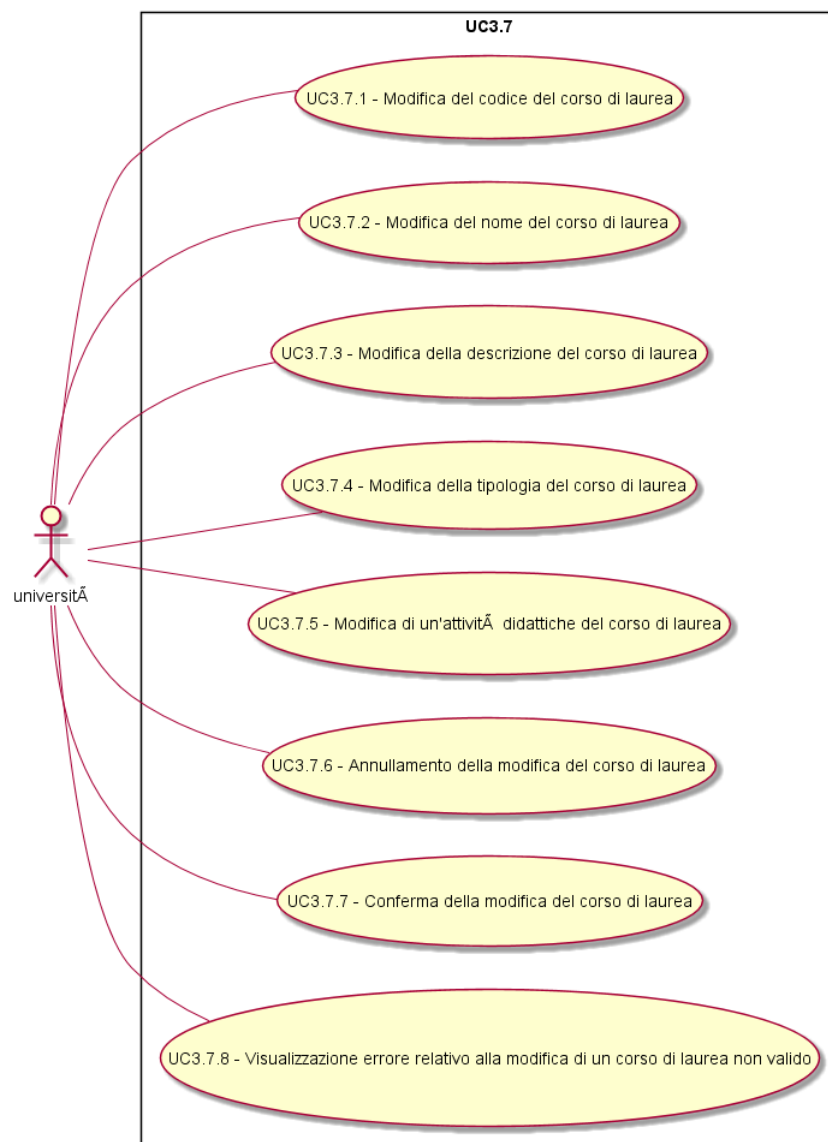 UC3.7
UC3.7.1 - Modifica del codice del corso di laurea
UC3.7.2 - Modifica del nome del corso di laurea
UC3.7.3 - Modifica della descrizione del corso di laurea
UC3.7.4 - Modifica della tipologia del corso di laurea
universitÃ
UC3.7.5 - Modifica di un'attivitÃ  didattiche del corso di laurea
UC3.7.6 - Annullamento della modifica del corso di laurea
UC3.7.7 - Conferma della modifica del corso di laurea
UC3.7.8 - Visualizzazione errore relativo alla modifica di un corso di laurea non valido